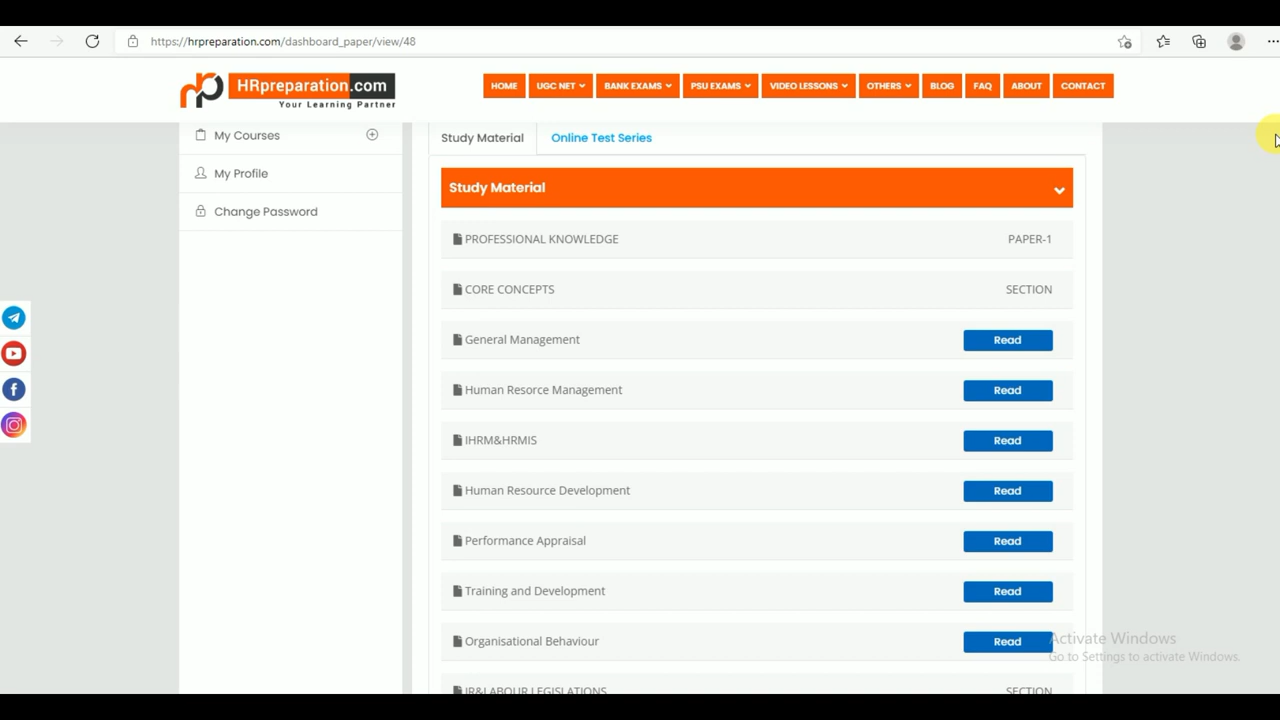 https://hrpreparation.com/dashboard_paper/view/48
HRpreparation.com
Your Learning Partner
HOME UGC NET BANK EXAMS PSU EXAMS VIDEO LESSONS OTHERS BLOG FAQ ABOUT CONTACT
My Courses
My Profile
Change Password
Study Material Online Test Series
Study Material
PROFESSIONAL KNOWLEDGE PAPER-1
CORE CONCEPTS SECTION
General Management Read
Human Resorce Management Read
IHRM&HRMIS Read
Human Resource Development Read
Performance Appraisal Read
Training and Development Read
Organisational Behaviour Read
IR&LABOUR LEGISLATIONS SECTION
Activate Windows
Go to Settings to activate Windows.